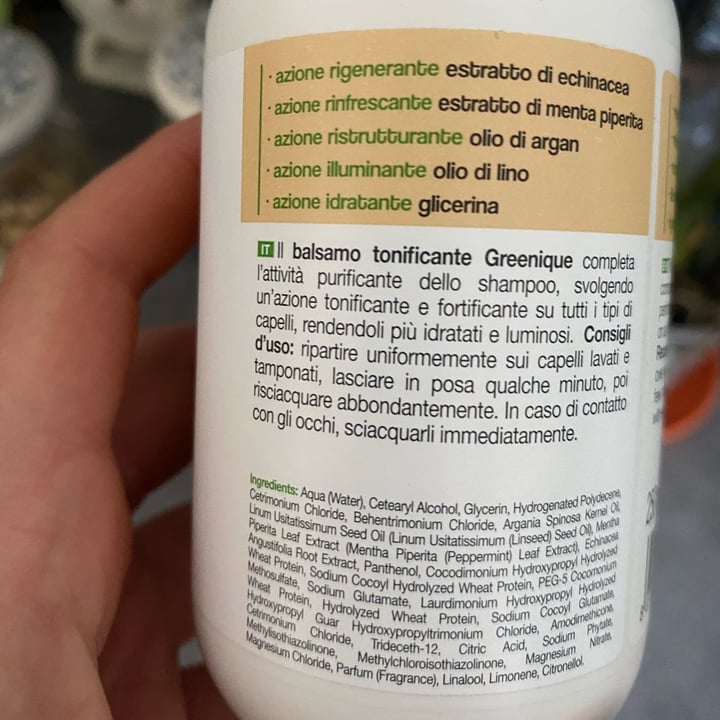 · azione rigenerante estratto di echinacea
· azione rinfrescante estratto di menta piperita
· azione ristrutturante olio di argan
· azione illuminante olio di lino
· azione idratante glicerina
IT Il balsamo tonificante Greenique completa
l'attività purificante dello shampoo, svolgendo
un'azione tonificante e fortificante su tutti i tipi di
capelli, rendendoli più idratati e luminosi. Consigli
d'uso: ripartire uniformemente sui capelli lavati e
tamponati, lasciare in posa qualche minuto, poi
risciacquare abbondantemente. In caso di contatto
con gli occhi, sciacquarli immediatamente.
Ingredients: Aqua (Water), Cetearyl Alcohol, Glycerin, Hydrogenated Polydecene,
Cetrimonium Chloride, Behentrimonium Chloride, Argania Spinosa Kernel Oil,
Linum Usitatissimum Seed Oil (Linum Usitatissimum (Linseed) Seed Oil), Mentha
Piperita Leaf Extract (Mentha Piperita (Peppermint) Leaf Extract), Echinacea
Angustifolia Root Extract, Panthenol, Cocodimonium Hydroxypropyl Hydrolyzed
Wheat Protein, Sodium Cocoyl Hydrolyzed Wheat Protein, PEG-5 Cocomonium
Methosulfate, Sodium Glutamate, Laurdimonium Hydroxypropyl Hydrolyzed
Wheat Protein, Hydrolyzed Wheat Protein, Sodium Cocoyl Glutamate,
Hydroxypropyl Guar Hydroxypropyltrimonium Chloride, Amodimethicone,
Cetrimonium Chloride, Trideceth-12, Citric Acid, Sodium Phytate,
Methylisothiazolinone, Methylchloroisothiazolinone, Magnesium Nitrate,
Magnesium Chloride, Parfum (Fragrance), Linalool, Limonene, Citronellol.